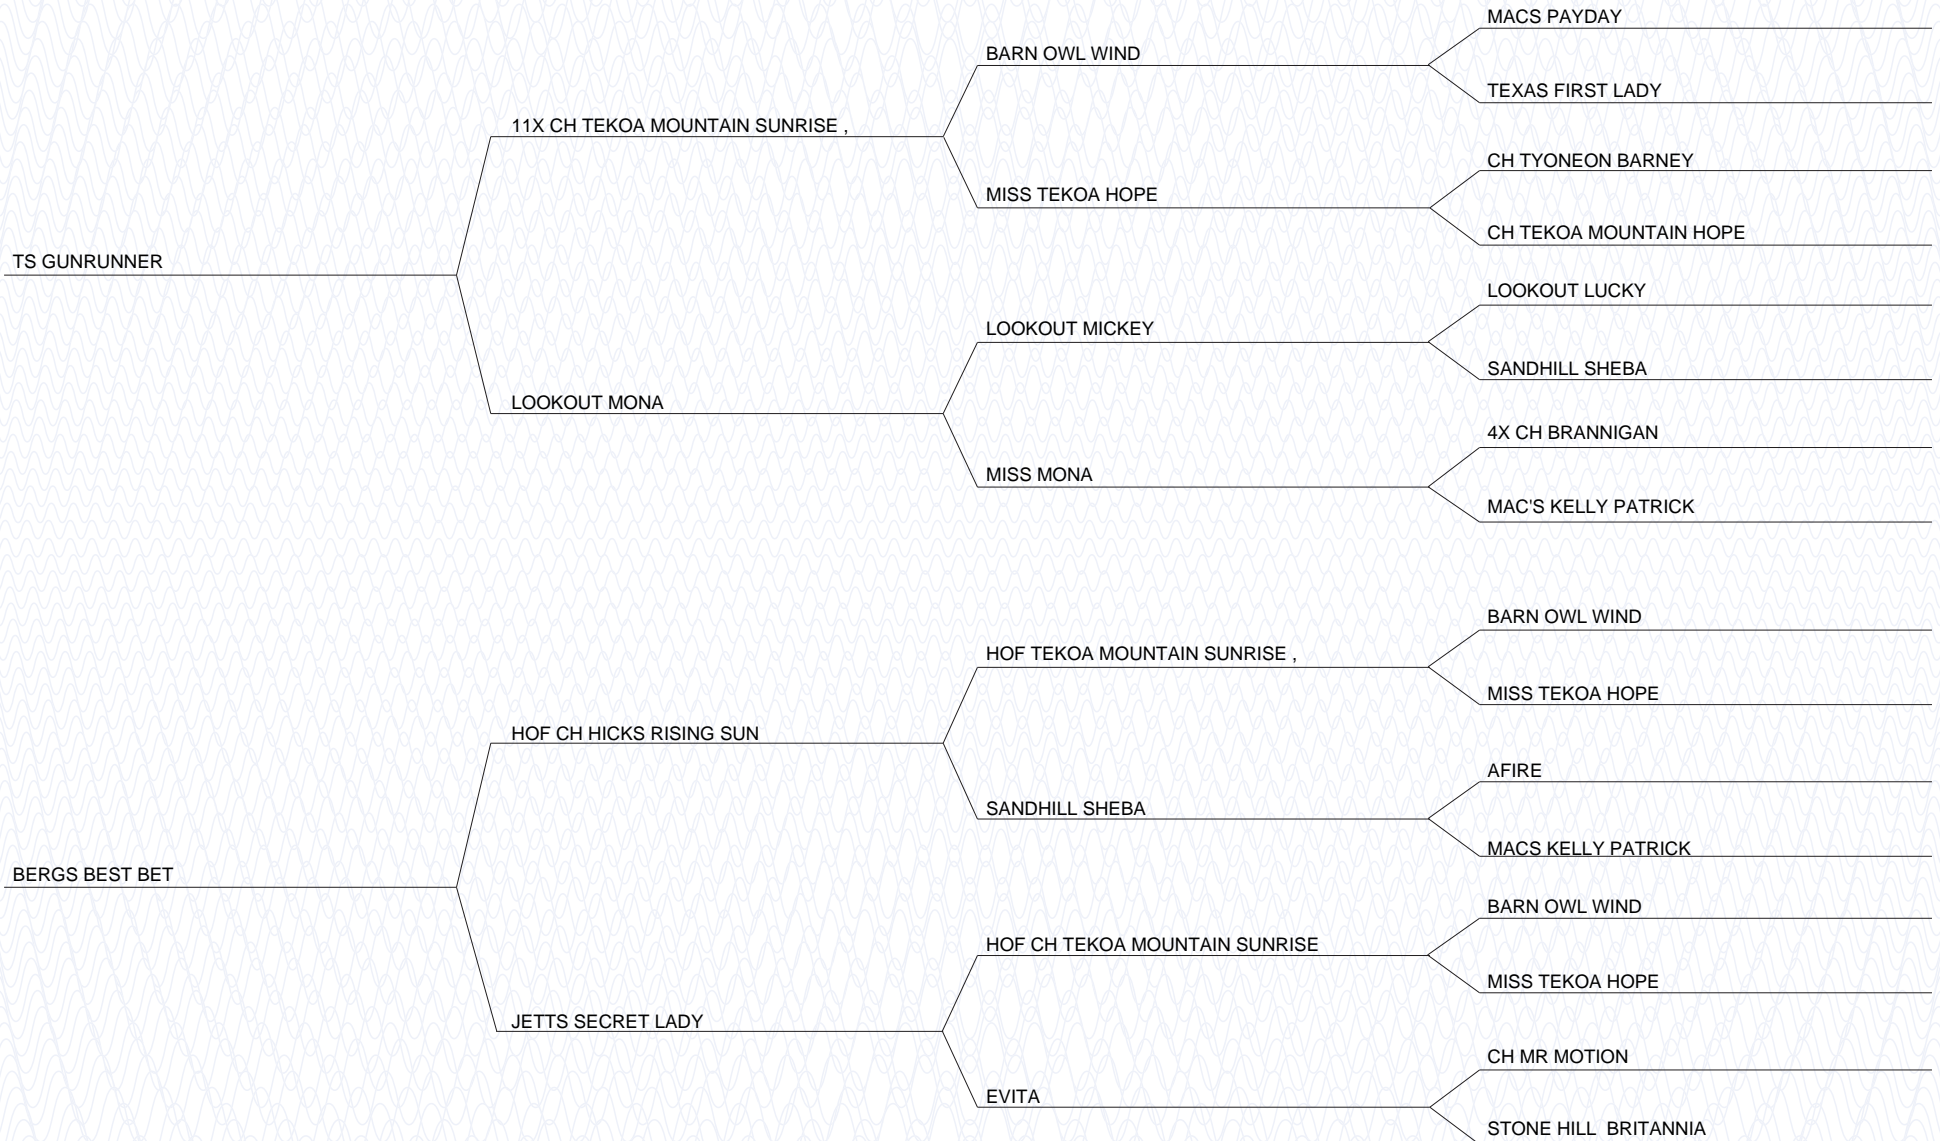 MACS PAYDAY
BARN OWL WIND
TEXAS FIRST LADY
11X CH TEKOA MOUNTAIN SUNRISE ,
CH TYONEON BARNEY
MISS TEKOA HOPE
CH TEKOA MOUNTAIN HOPE
TS GUNRUNNER
LOOKOUT LUCKY
LOOKOUT MICKEY
SANDHILL SHEBA
LOOKOUT MONA
4X CH BRANNIGAN
MISS MONA
MAC'S KELLY PATRICK
BARN OWL WIND
HOF TEKOA MOUNTAIN SUNRISE ,
MISS TEKOA HOPE
HOF CH HICKS RISING SUN
AFIRE
SANDHILL SHEBA
MACS KELLY PATRICK
BERGS BEST BET
BARN OWL WIND
HOF CH TEKOA MOUNTAIN SUNRISE
MISS TEKOA HOPE
JETTS SECRET LADY
CH MR MOTION
EVITA
STONE HILL  BRITANNIA